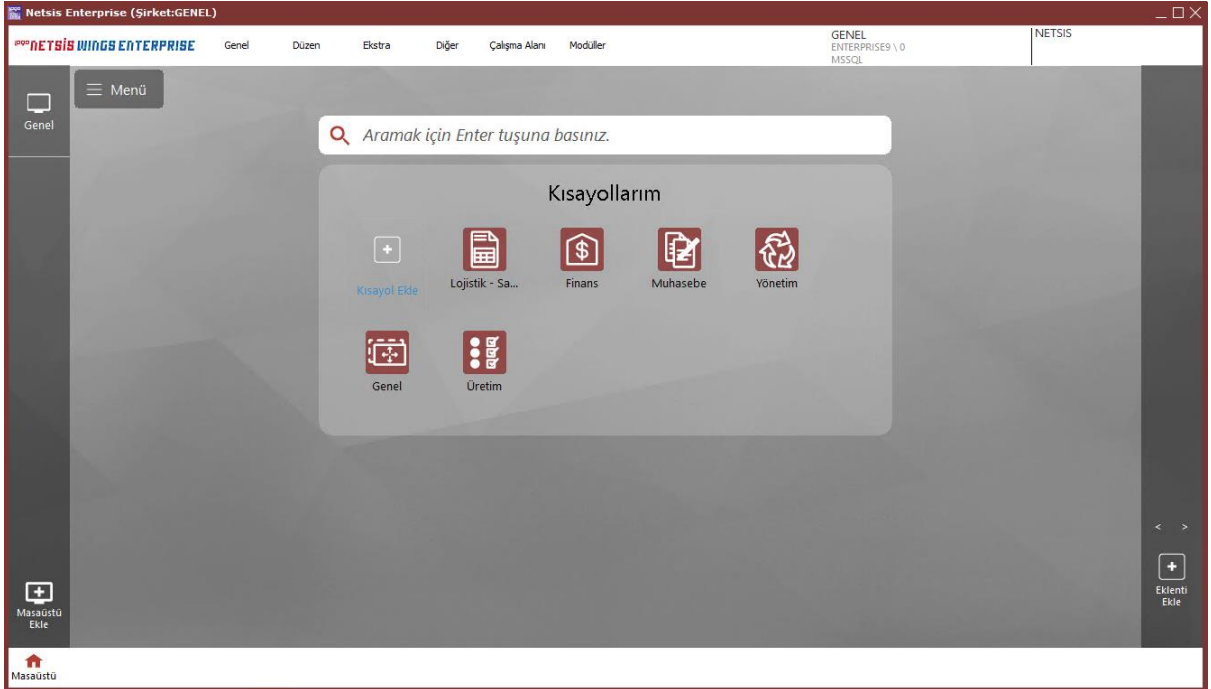 Netsis Enterprise (Şirket:GENEL)
logo NETSİS WINGS ENTERPRISE
Genel Düzen Ekstra Diğer Çalışma Alanı Modüller
GENEL
ENTERPRISE9 \ 0
MSSQL
NETSIS
Genel
Menü
Aramak için Enter tuşuna basınız.
Kısayollarım
Kısayol Ekle
Lojistik - Sa...
Finans
Muhasebe
Yönetim
Genel
Üretim
< >
Eklenti
Ekle
Masaüstü
Ekle
Masaüstü